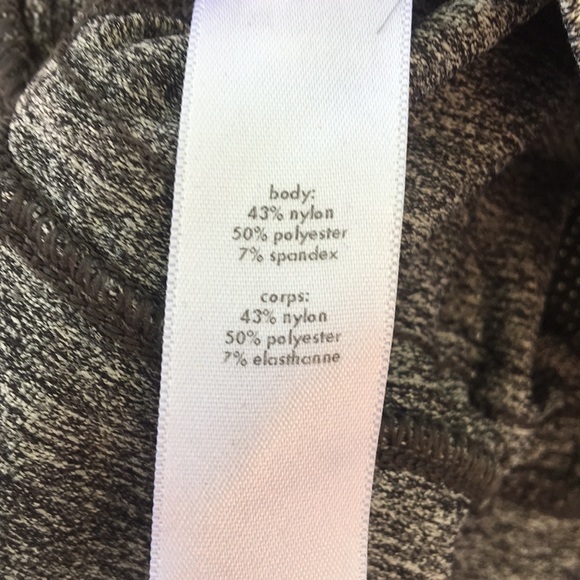 body:
43% nylon
50% polyester
7% spandex
corps:
43% nylon
50% polyester
7% elasthanne